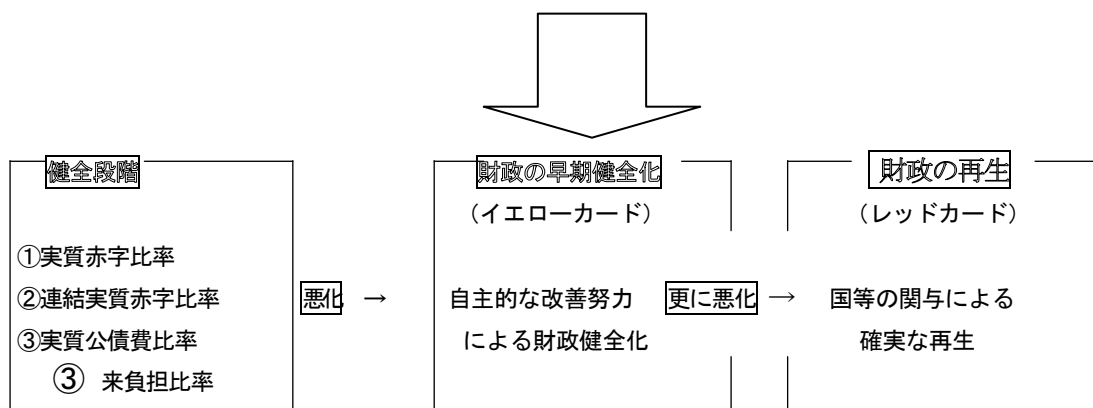 健全段階
①実質赤字比率
②連結実質赤字比率
③実質公債費比率
③ 来負担比率
悪化 →
財政の早期健全化
(イエローカード)
自主的な改善努力
による財政健全化
更に悪化 →
財政の再生
(レッドカード)
国等の関与による
確実な再生